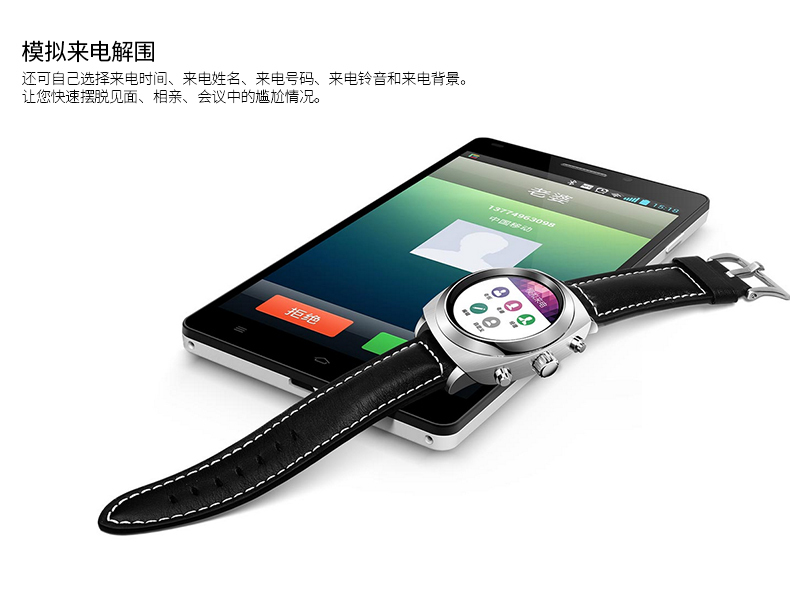 模拟来电解围
还可自己选择来电时间、来电姓名、来电号码、来电铃音和来电背景。
让您快速摆脱见面、相亲、会议中的尴尬情况。
15:18
老婆
13774963098
中国移动
拒绝